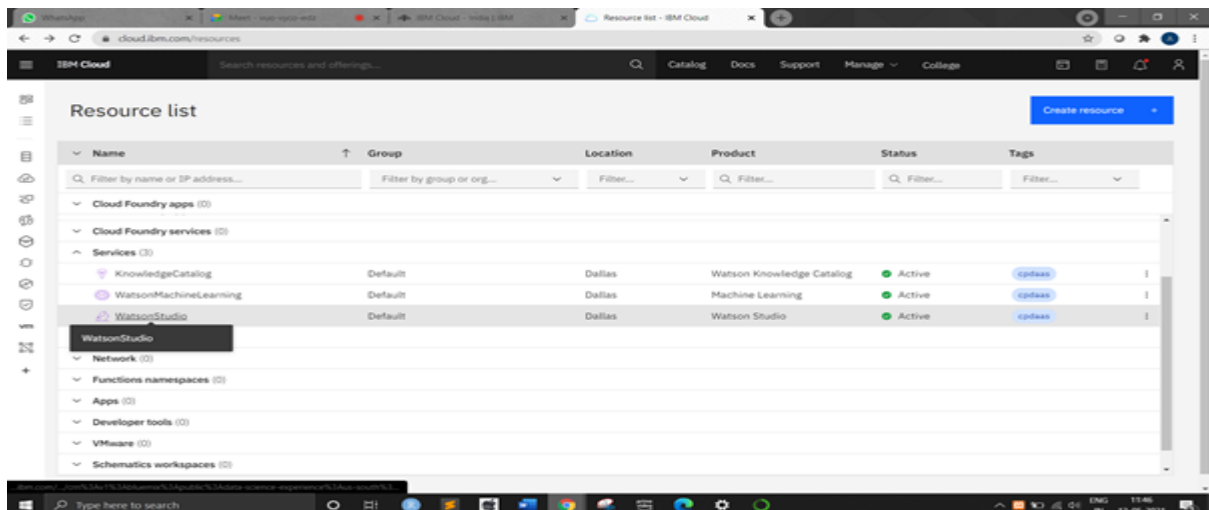 WhatsApp
Meet -
IBM Cloud - India | IBM
Resource list - IBM Cloud
cloud.ibm.com/resources
IBM Cloud
Search resources and offerings...
Catalog Docs Support Manage College
Resource list
Create resource +
Name Group Location Product Status Tags
Filter by name or IP address... Filter by group or org... Filter... Filter... Filter... Filter...
Cloud Foundry apps (0)
Cloud Foundry services (0)
Services (3)
KnowledgeCatalog Default Dallas Watson Knowledge Catalog Active cpdaas
WatsonMachineLearning Default Dallas Machine Learning Active cpdaas
WatsonStudio Default Dallas Watson Studio Active cpdaas
WatsonStudio
Network (0)
Functions namespaces (0)
Apps (0)
Developer tools (0)
VMware (0)
Schematics workspaces (0)
Type here to search
ENG 11:46